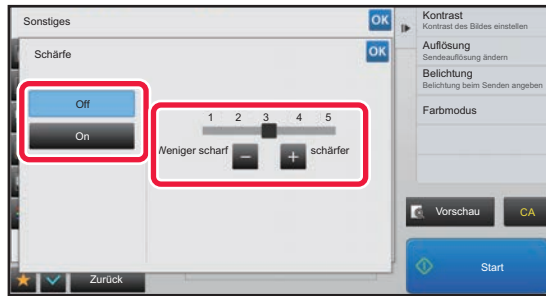 Sonstiges
OK
Schärfe
OK
Off
On
1 2 3 4 5
Weniger scharf
schärfer
Zurück
Kontrast
Kontrast des Bildes einstellen
Auflösung
Sendeauflösung ändern
Belichtung
Belichtung beim Senden angeben
Farbmodus
Vorschau
CA
Start